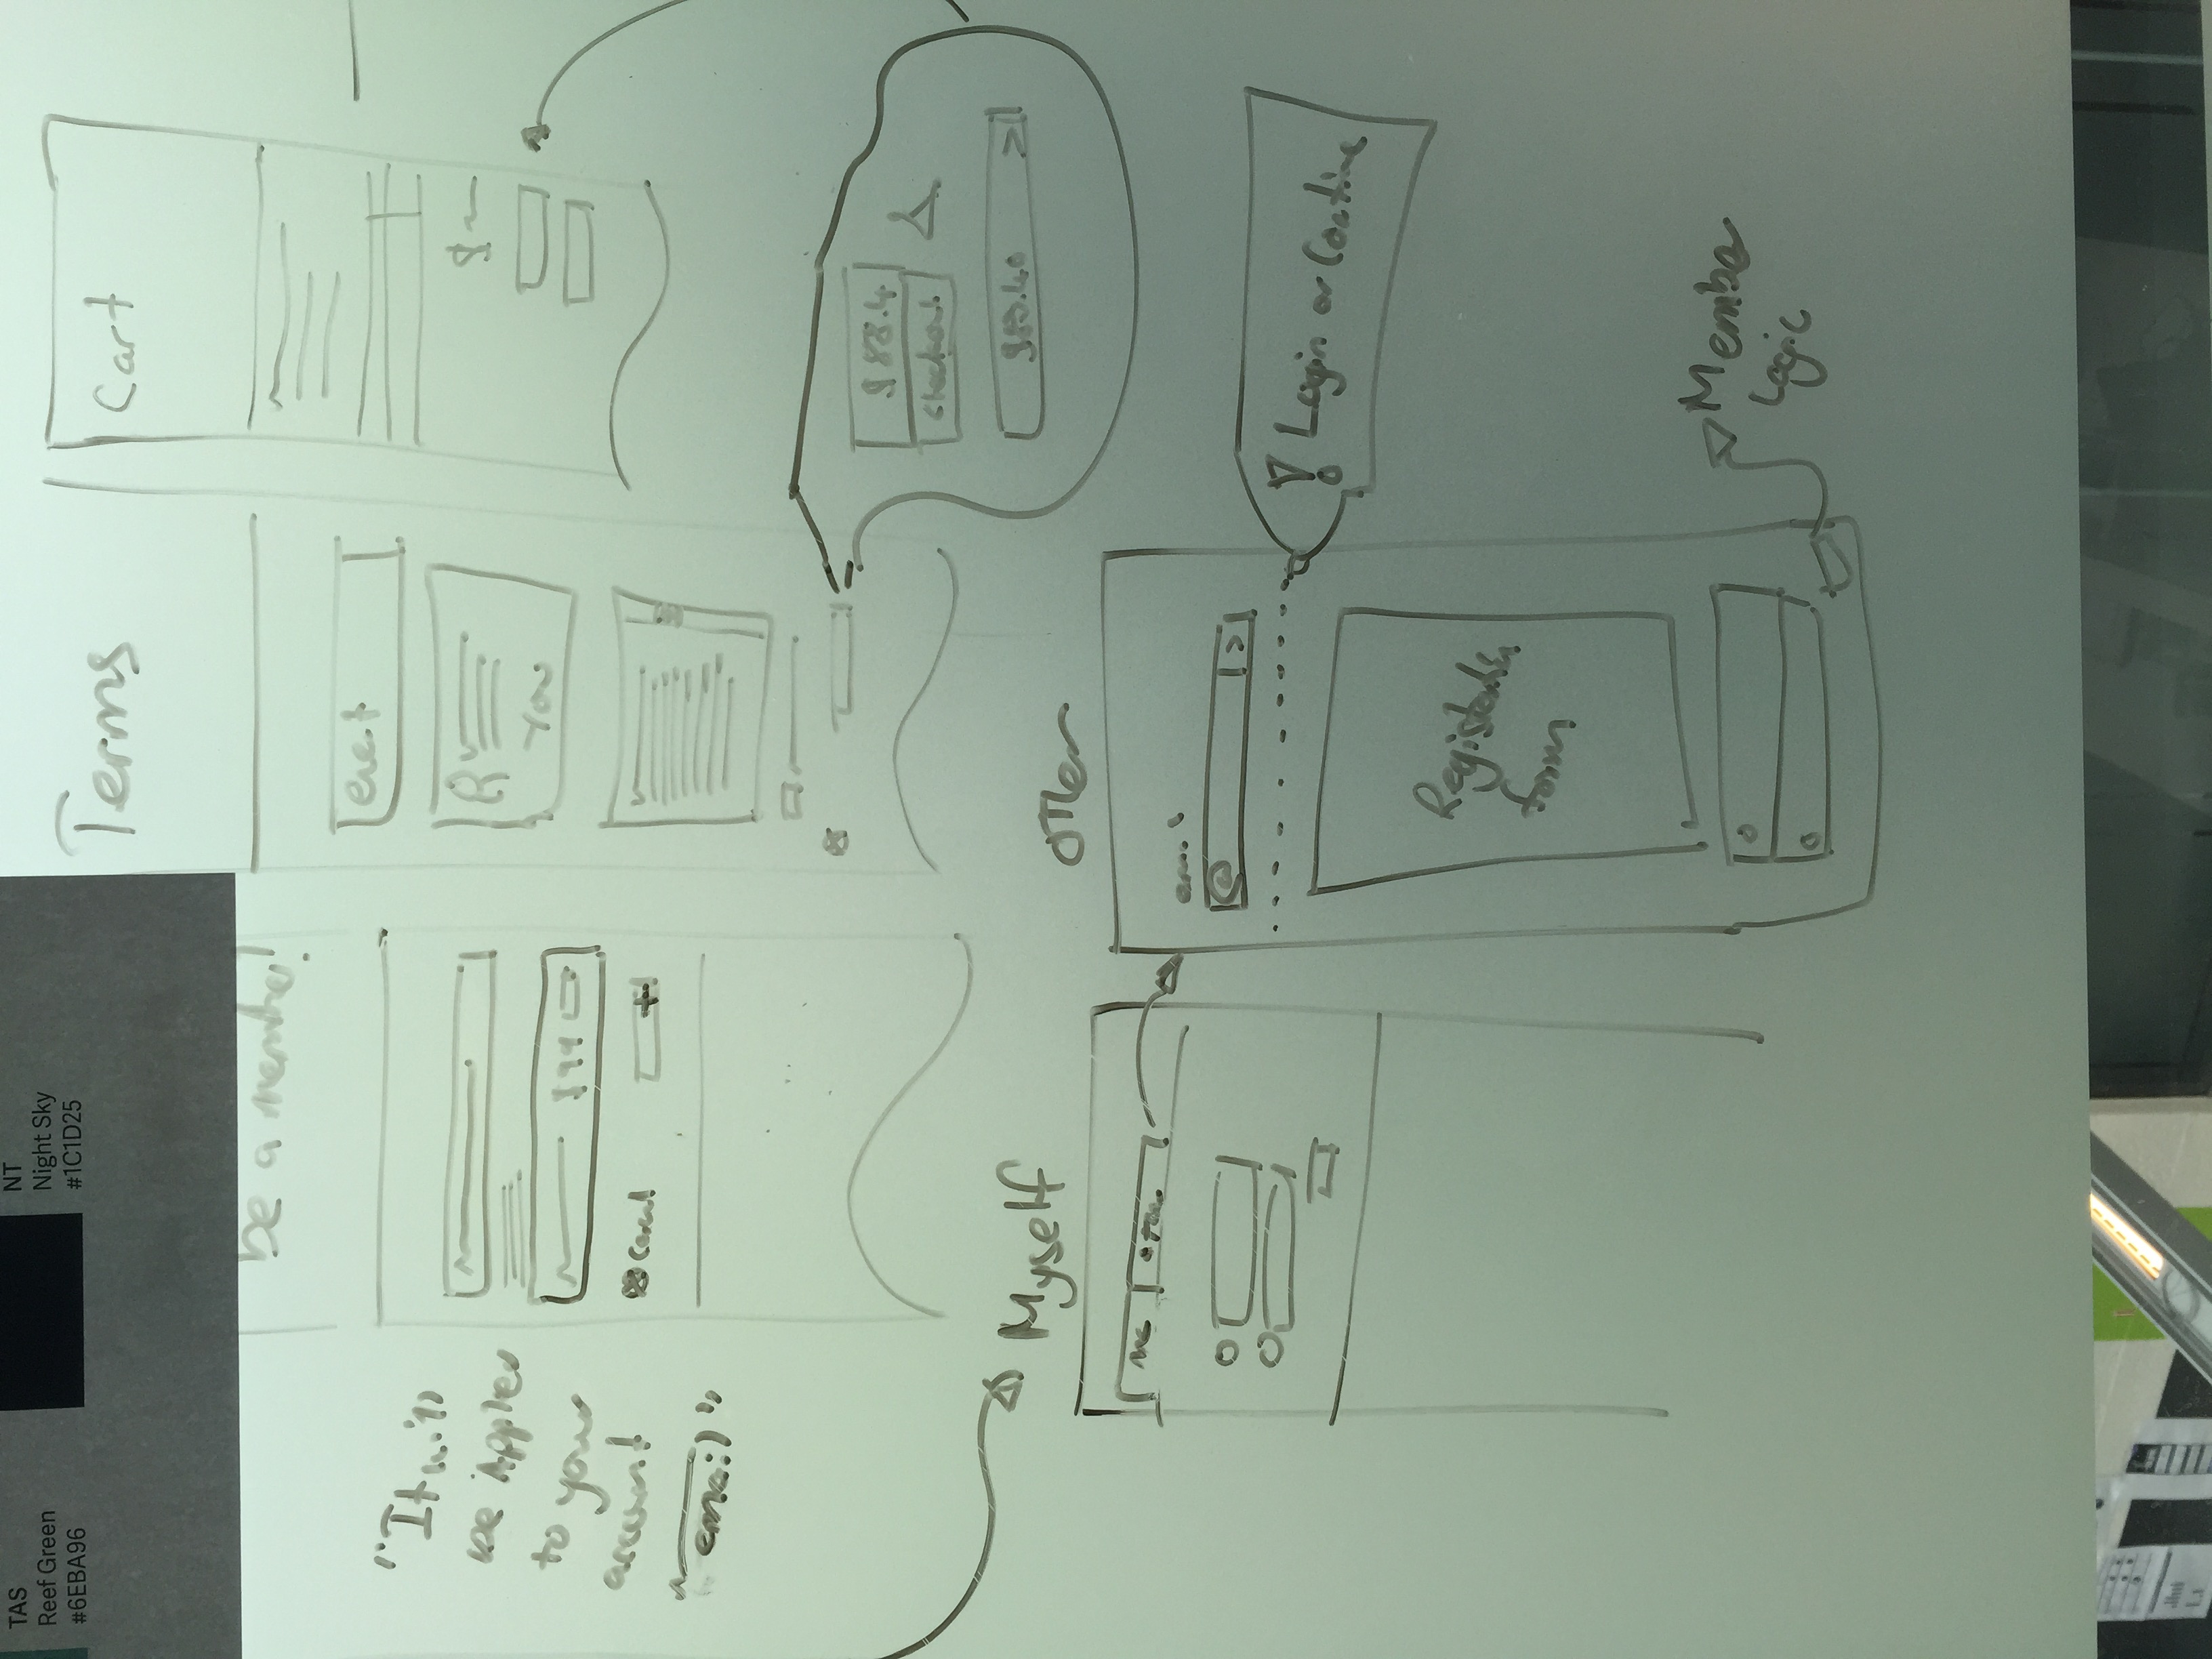 TAS
Reef Green
#6EBA96
NT
Night Sky
#1C1D25
be a member!
"It will
be Applied
to your
account
email"
$99
Cancel
Terms
event
You
Cart
$
$88.4
checkout
Myself
me
other
Other
email
@
>
! Login or Continue
Registration
form
Member
Logic